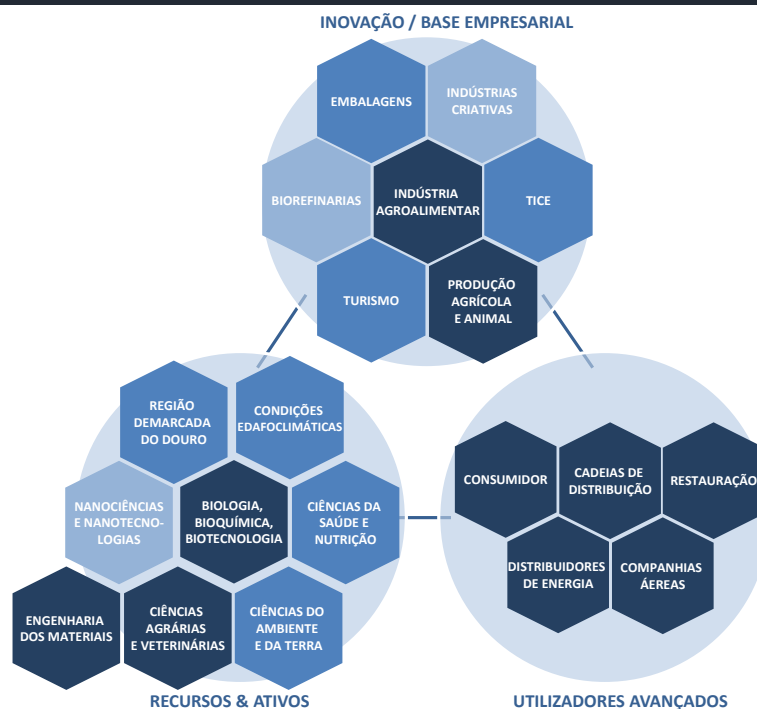 INOVAÇÃO / BASE EMPRESARIAL
EMBALAGENS
INDÚSTRIAS
CRIATIVAS
BIOREFINARIAS
INDÚSTRIA
AGROALIMENTAR
TICE
TURISMO
PRODUÇÃO
AGRÍCOLA
E ANIMAL
REGIÃO
DEMARCADA
DO DOURO
CONDIÇÕES
EDAFOCLIMÁTICAS
NANOCIÊNCIAS
E NANOTECNO-
LOGIAS
BIOLOGIA,
BIOQUÍMICA,
BIOTECNOLOGIA
CIÊNCIAS DA
SAÚDE E
NUTRIÇÃO
ENGENHARIA
DOS MATERIAIS
CIÊNCIAS
AGRÁRIAS
E VETERINÁRIAS
CIÊNCIAS DO
AMBIENTE
E DA TERRA
RECURSOS & ATIVOS
CONSUMIDOR
CADEIAS DE
DISTRIBUIÇÃO
RESTAURAÇÃO
DISTRIBUIDORES
DE ENERGIA
COMPANHIAS
ÁEREAS
UTILIZADORES AVANÇADOS